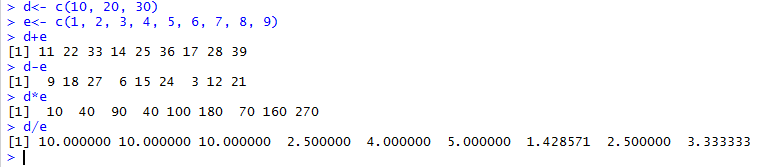 > d<- c(10, 20, 30)
> e<- c(1, 2, 3, 4, 5, 6, 7, 8, 9)
> d+e
[1] 11 22 33 14 25 36 17 28 39
> d-e
[1]  9 18 27  6 15 24  3 12 21
> d*e
[1]  10  40  90  40 100 180  70 160 270
> d/e
[1] 10.000000 10.000000 10.000000  2.500000  4.000000  5.000000  1.428571  2.500000  3.333333
>